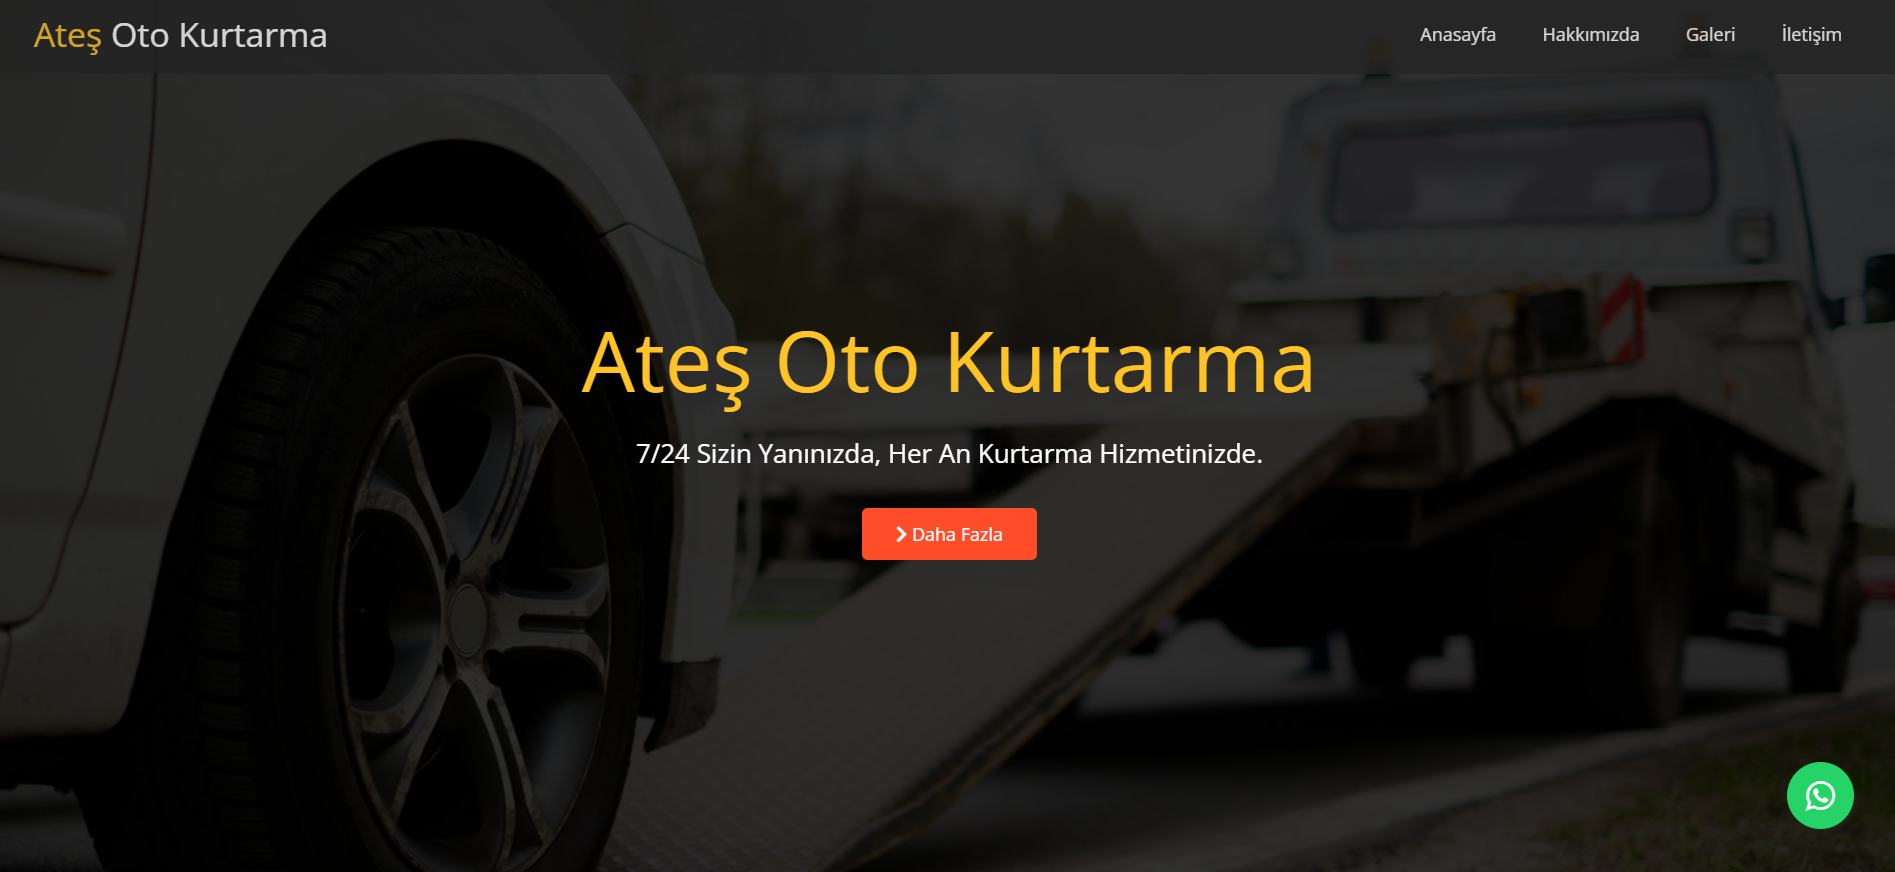 Ateş Oto Kurtarma
Anasayfa
Hakkımızda
Galeri
İletişim
Ateş Oto Kurtarma
7/24 Sizin Yanınızda, Her An Kurtarma Hizmetinizde.
Daha Fazla